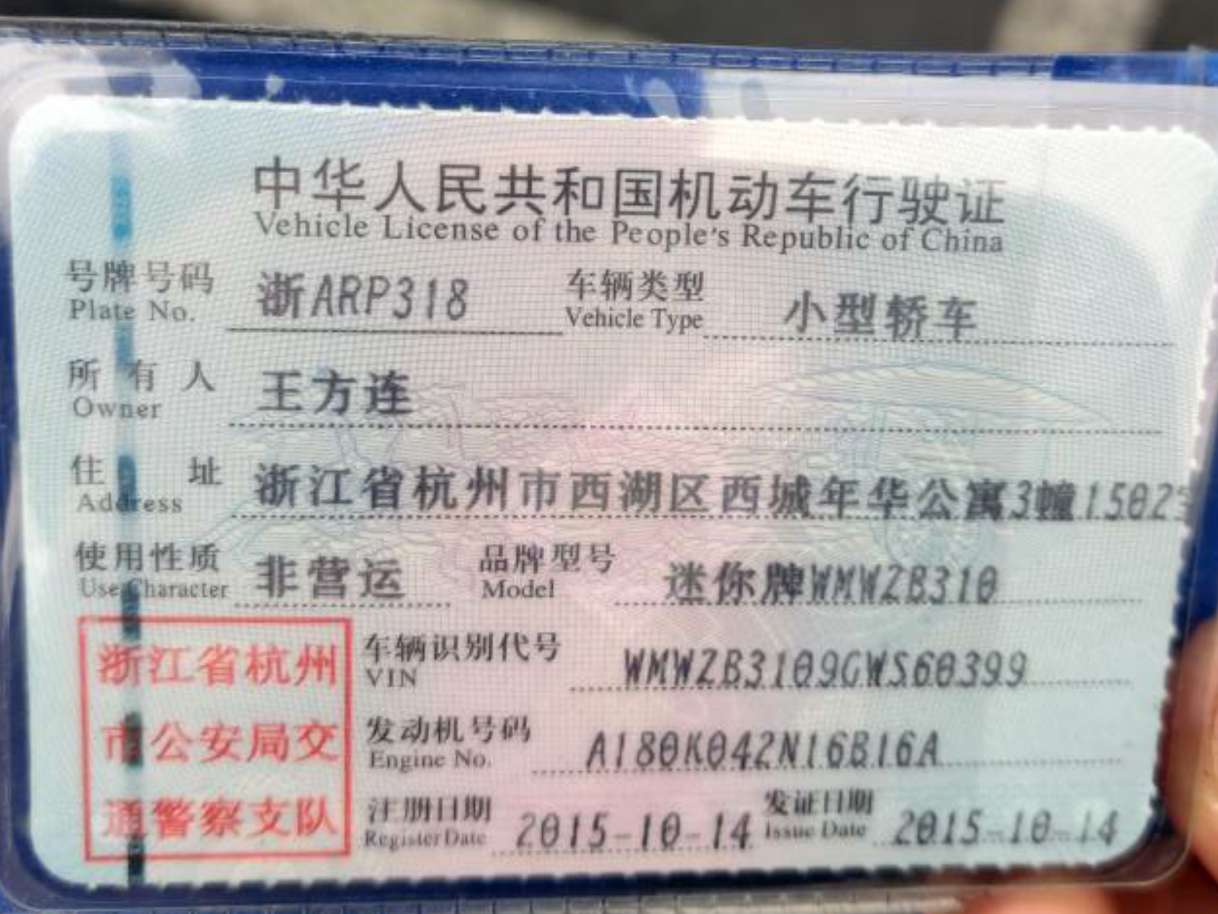 中华人民共和国机动车行驶证
Vehicle License of the People's Republic of China
号牌号码 浙ARP318 车辆类型 小型轿车
Plate No. Vehicle Type
所有人 王方连
Owner
住址 浙江省杭州市西湖区西城年华公寓3幢1502室
Address
使用性质 非营运 品牌型号 迷你牌WMWZB310
Use Character Model
浙江省杭州 车辆识别代号 WMWZB3109GWS60399
VIN
市公安局交 发动机号码 A180K042N16B16A
Engine No.
通警察支队 注册日期 2015-10-14 发证日期 2015-10-14
Register Date Issue Date